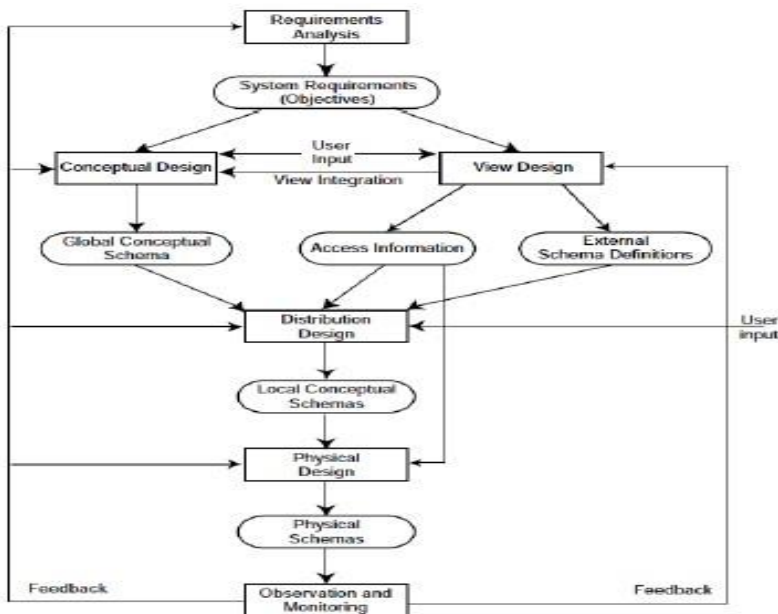 Requirements
Analysis
System Requirements
(Objectives)
User
Input
Conceptual Design
View Design
View Integration
Global Conceptual
Schema
Access Information
External
Schema Definitions
Distribution
Design
User
input
Local Conceptual
Schemas
Physical
Design
Physical
Schemas
Feedback
Observation and
Monitoring
Feedback